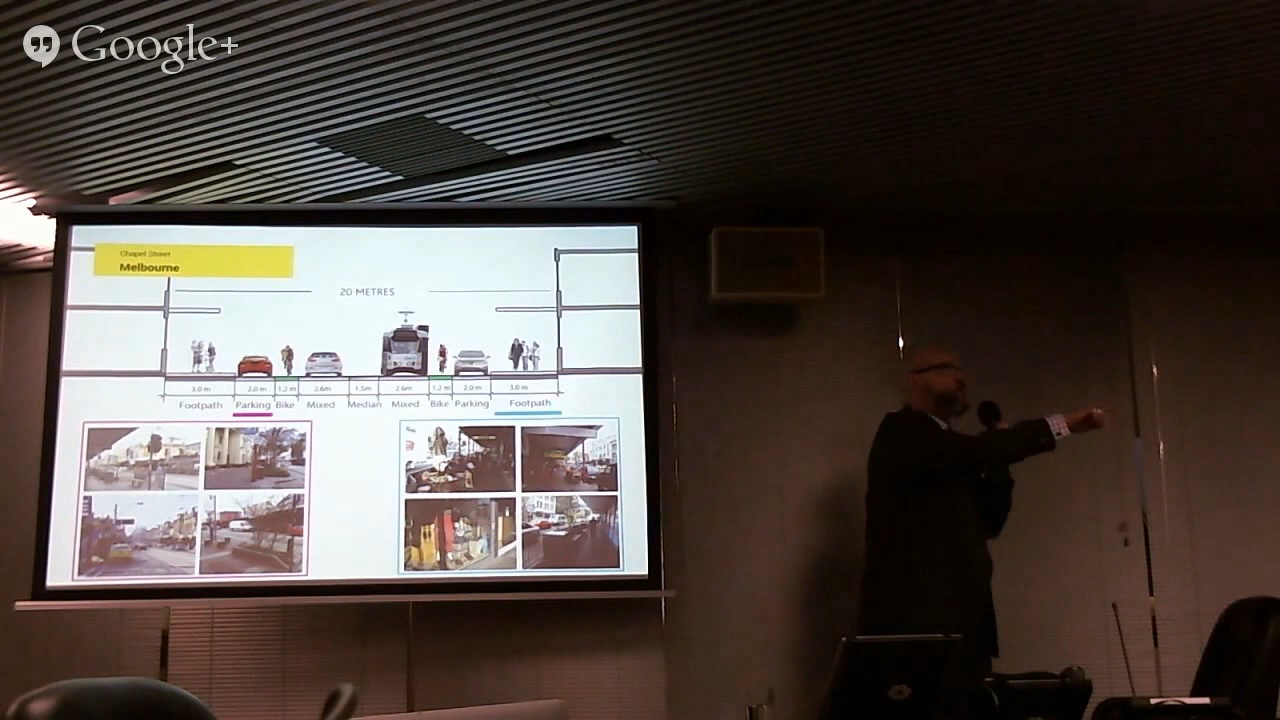 Google+
Chapel Street
Melbourne
20 METRES
3.0 m 2.0 m 1.2 m 2.6m 1.5m 2.6m 1.2 m 2.0 m 3.0 m
Footpath Parking Bike Mixed Median Mixed Bike Parking Footpath